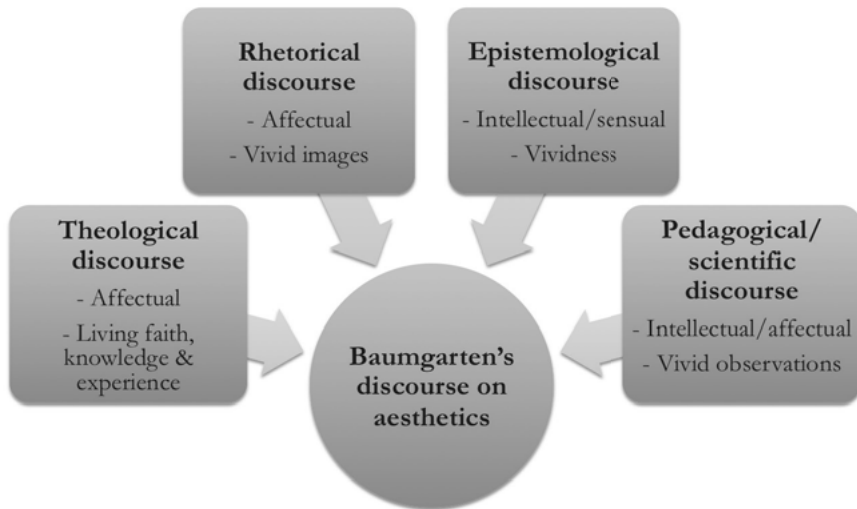 Rhetorical
discourse
- Affectual
- Vivid images
Epistemological
discourse
- Intellectual/sensual
- Vividness
Theological
discourse
- Affectual
- Living faith,
knowledge &
experience
Pedagogical/
scientific
discourse
- Intellectual/affectual
- Vivid observations
Baumgarten's
discourse on
aesthetics